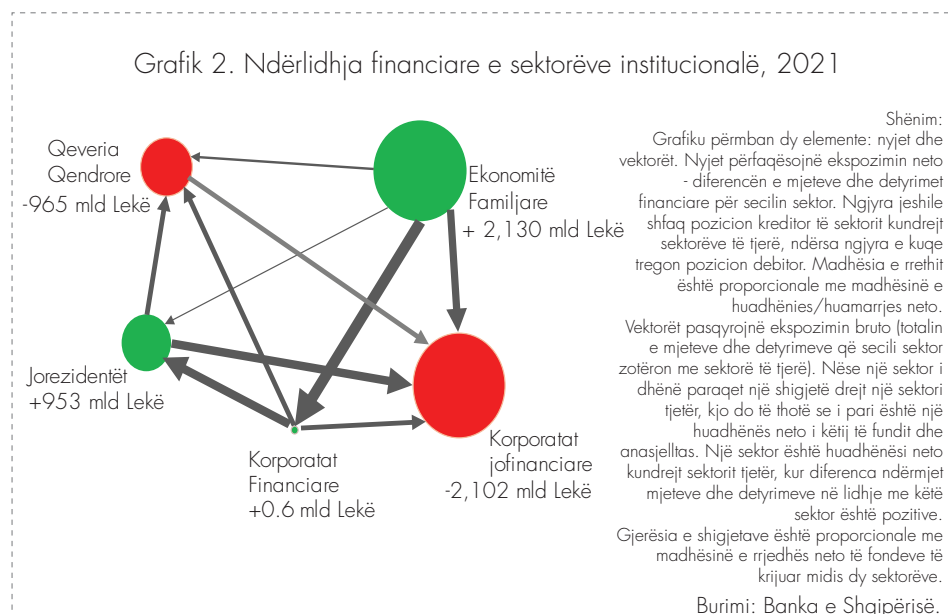 Grafik 2. Ndërlidhja financiare e sektorëve institucionalë, 2021
Qeveria
Qendrore
-965 mld Lekë
Ekonomitë
Familjare
+ 2,130 mld Lekë
Jorezidentët
+953 mld Lekë
Korporatat
Financiare
+0.6 mld Lekë
Korporatat
jofinanciare
-2,102 mld Lekë
Shënim:
Grafiku përmban dy elemente: nyjet dhe
vektorët. Nyjet përfaqësojnë ekspozimin neto
- diferencën e mjeteve dhe detyrimet
financiare për secilin sektor. Ngjyra jeshile
shfaq pozicion kreditor të sektorit kundrejt
sektorëve të tjerë, ndërsa ngjyra e kuqe
tregon pozicion debitor. Madhësia e rrethit
është proporcionale me madhësinë e
huadhënies/huamarrjes neto.
Vektorët pasqyrojnë ekspozimin bruto (totalin
e mjeteve dhe detyrimeve që secili sektor
zotëron me sektorë të tjerë). Nëse një sektor i
dhënë paraqet një shigjetë drejt një sektori
tjetër, kjo do të thotë se i pari është një
huadhënës neto i këtij të fundit dhe
anasjelltas. Një sektor është huadhënësi neto
kundrejt sektorit tjetër, kur diferenca ndërmjet
mjeteve dhe detyrimeve në lidhje me këtë
sektor është pozitive.
Gjerësia e shigjetave është proporcionale me
madhësinë e rrjedhës neto të fondeve të
krijuar midis dy sektorëve.
Burimi: Banka e Shqipërisë.